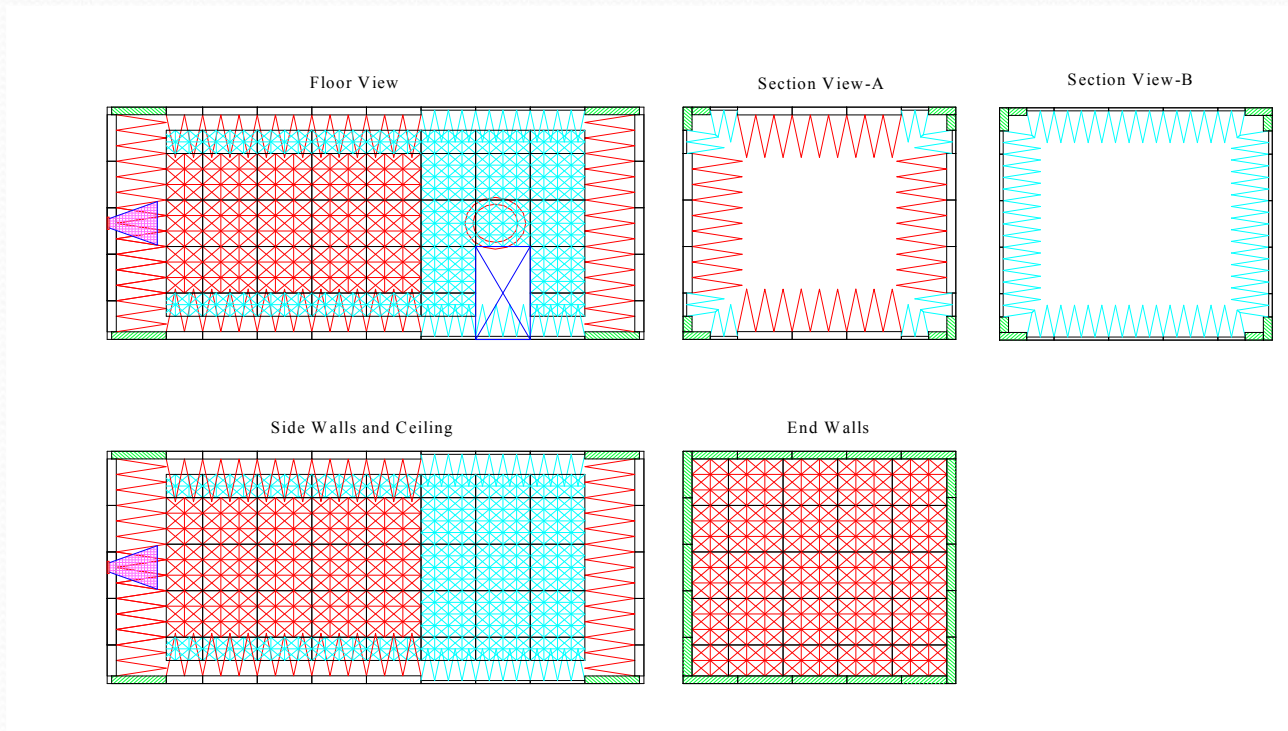 Floor View
Section View-A
Section View-B
Side Walls and Ceiling
End Walls